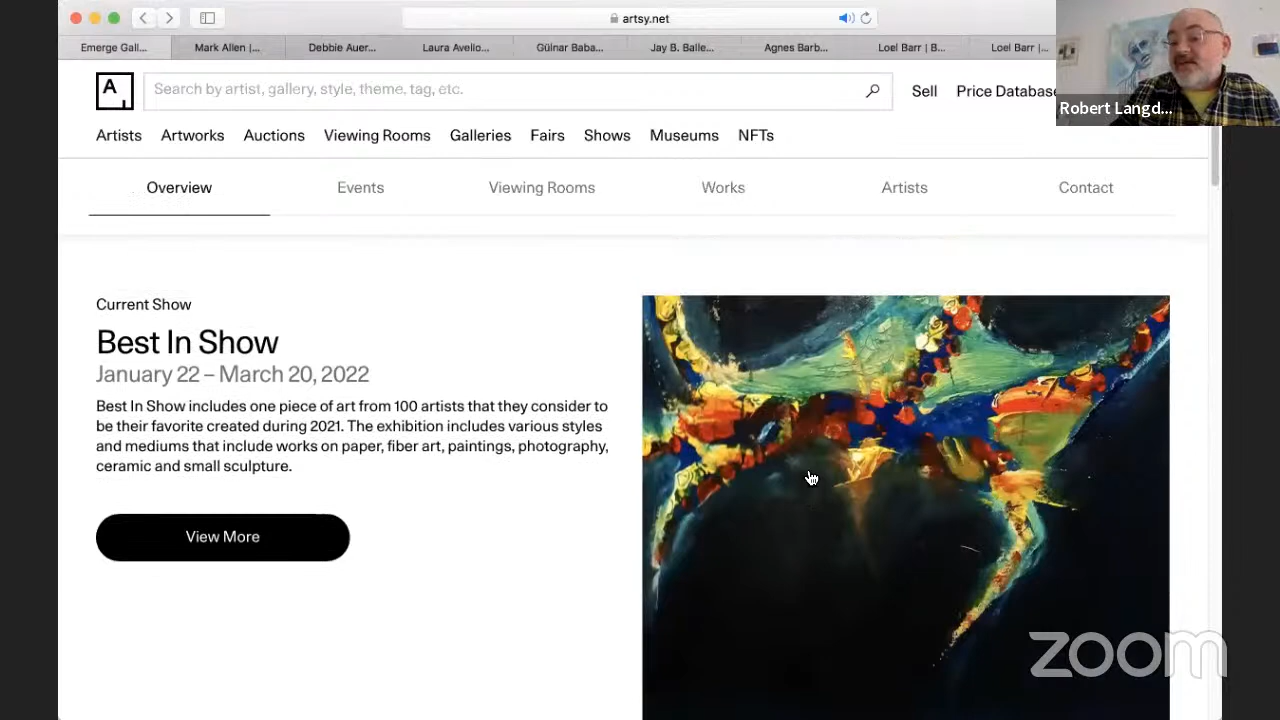 artsy.net
Emerge Gall...
Mark Allen |...
Debbie Auer...
Laura Avello...
Gülnar Baba...
Jay B. Balle...
Agnes Barb...
Loel Barr | B...
Loel Barr |...
A
Search by artist, gallery, style, theme, tag, etc.
Sell
Price Database
Robert Langd...
Artists
Artworks
Auctions
Viewing Rooms
Galleries
Fairs
Shows
Museums
NFTs
Overview
Events
Viewing Rooms
Works
Artists
Contact
Current Show
Best In Show
January 22 – March 20, 2022
Best In Show includes one piece of art from 100 artists that they consider to
be their favorite created during 2021. The exhibition includes various styles
and mediums that include works on paper, fiber art, paintings, photography,
ceramic and small sculpture.
View More
zoom